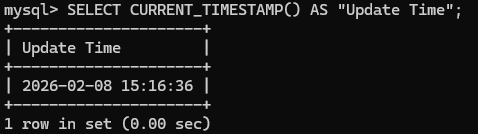 mysql> SELECT CURRENT_TIMESTAMP() AS "Update Time";
+---------------------+
| Update Time         |
+---------------------+
| 2026-02-08 15:16:36 |
+---------------------+
1 row in set (0.00 sec)